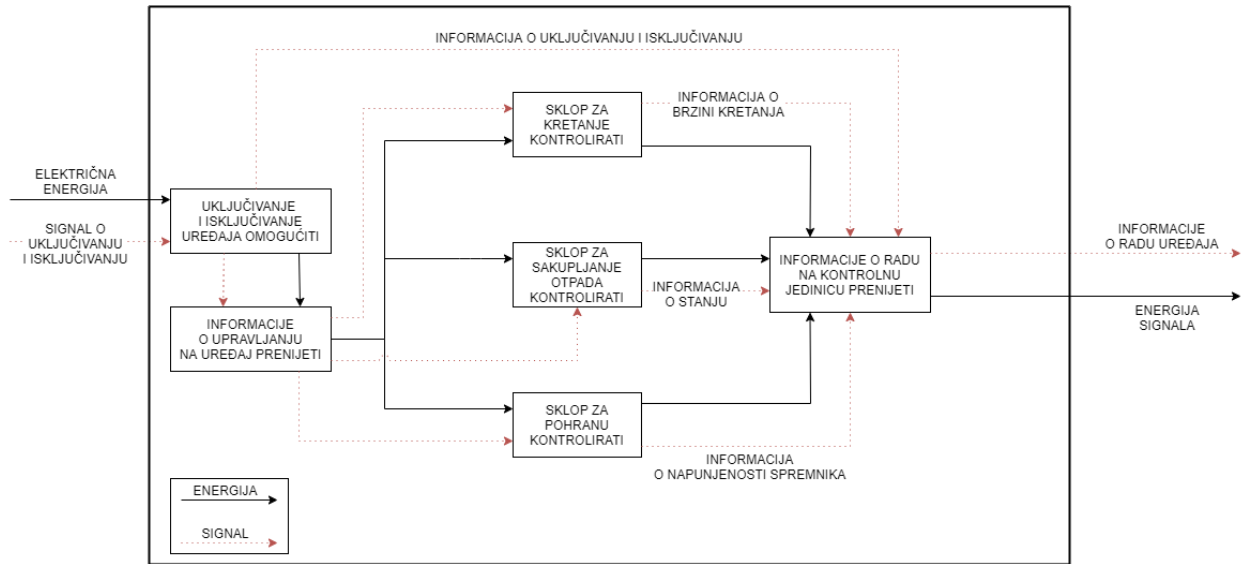 INFORMACIJA O UKLJUČIVANJU I ISKLJUČIVANJU
SKLOP ZA
KRETANJE
KONTROLIRATI
INFORMACIJA O
BRZINI KRETANJA
ELEKTRIČNA
ENERGIJA
SIGNAL O
UKLJUČIVANJU
I ISKLJUČIVANJU
UKLJUČIVANJE
I ISKLJUČIVANJE
UREĐAJA OMOGUĆITI
SKLOP ZA
SAKUPLJANJE
OTPADA
KONTROLIRATI
INFORMACIJA
O STANJU
INFORMACIJE O RADU
NA KONTROLNU
JEDINICU PRENIJETI
INFORMACIJE
O RADU UREĐAJA
ENERGIJA
SIGNALA
INFORMACIJE
O UPRAVLJANJU
NA UREĐAJ PRENIJETI
SKLOP ZA
POHRANU
KONTROLIRATI
INFORMACIJA
O NAPUNJENOSTI SPREMNIKA
ENERGIJA
SIGNAL